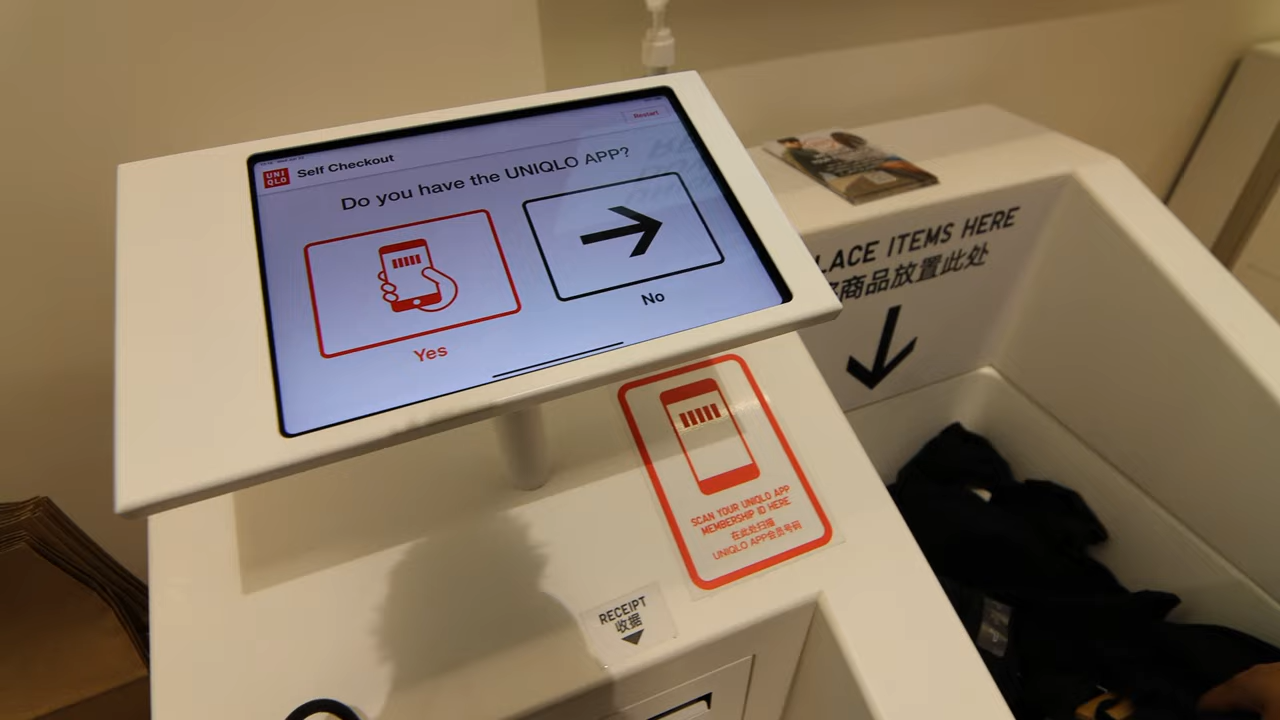 Restart
UNI
QLO
Self Checkout
Do you have the UNIQLO APP?
Yes
No
LACE ITEMS HERE
商品放置此处
SCAN YOUR UNIQLO APP
MEMBERSHIP ID HERE
在此处扫描
UNIQLO APP会员号码
RECEIPT
收据